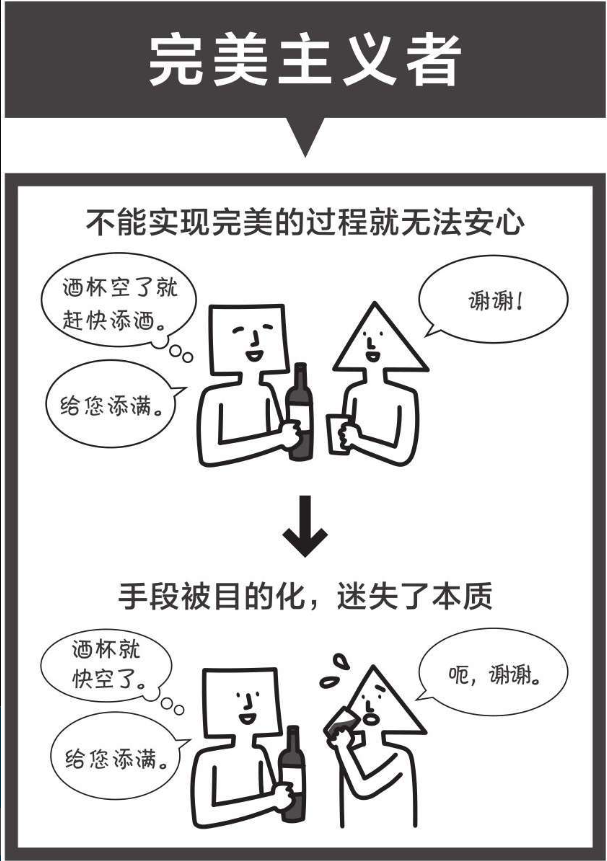 完美主义者
不能实现完美的过程就无法安心
酒杯空了就
赶快添酒。
谢谢！
给您添满。
手段被目的化，迷失了本质
酒杯就
快空了。
呃，谢谢。
给您添满。